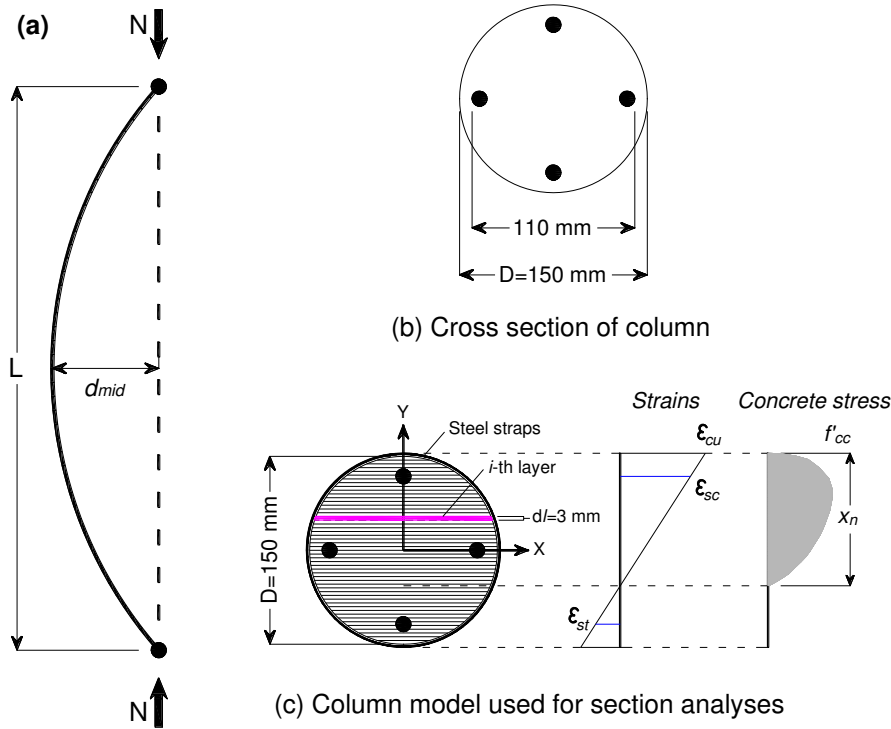 (a)
N
L
dmid
N
110 mm
D=150 mm
(b) Cross section of column
Strains
Concrete stress
Y
Steel straps
i-th layer
εcu
f'cc
εsc
dl=3 mm
xn
X
D=150 mm
εst
(c) Column model used for section analyses